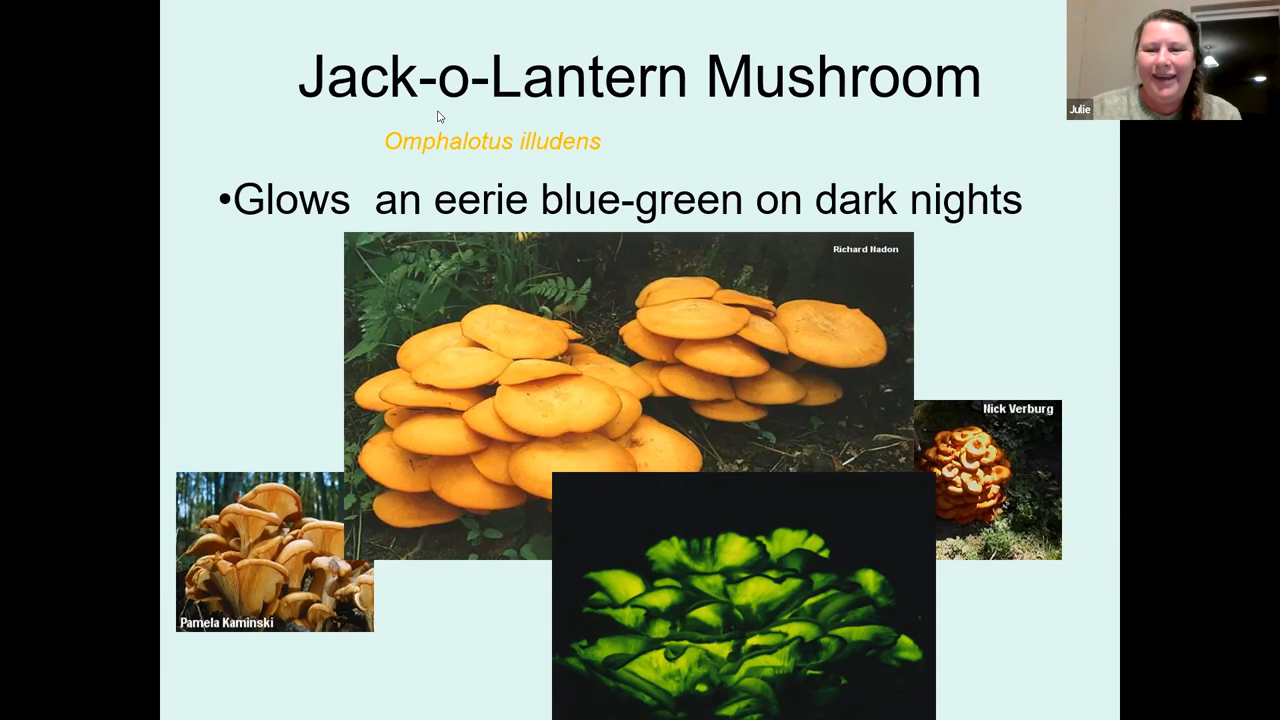 Jack-o-Lantern Mushroom
Julie
Omphalotus illudens
•Glows  an eerie blue-green on dark nights
Richard Nadon
Nick Verburg
Pamela Kaminski